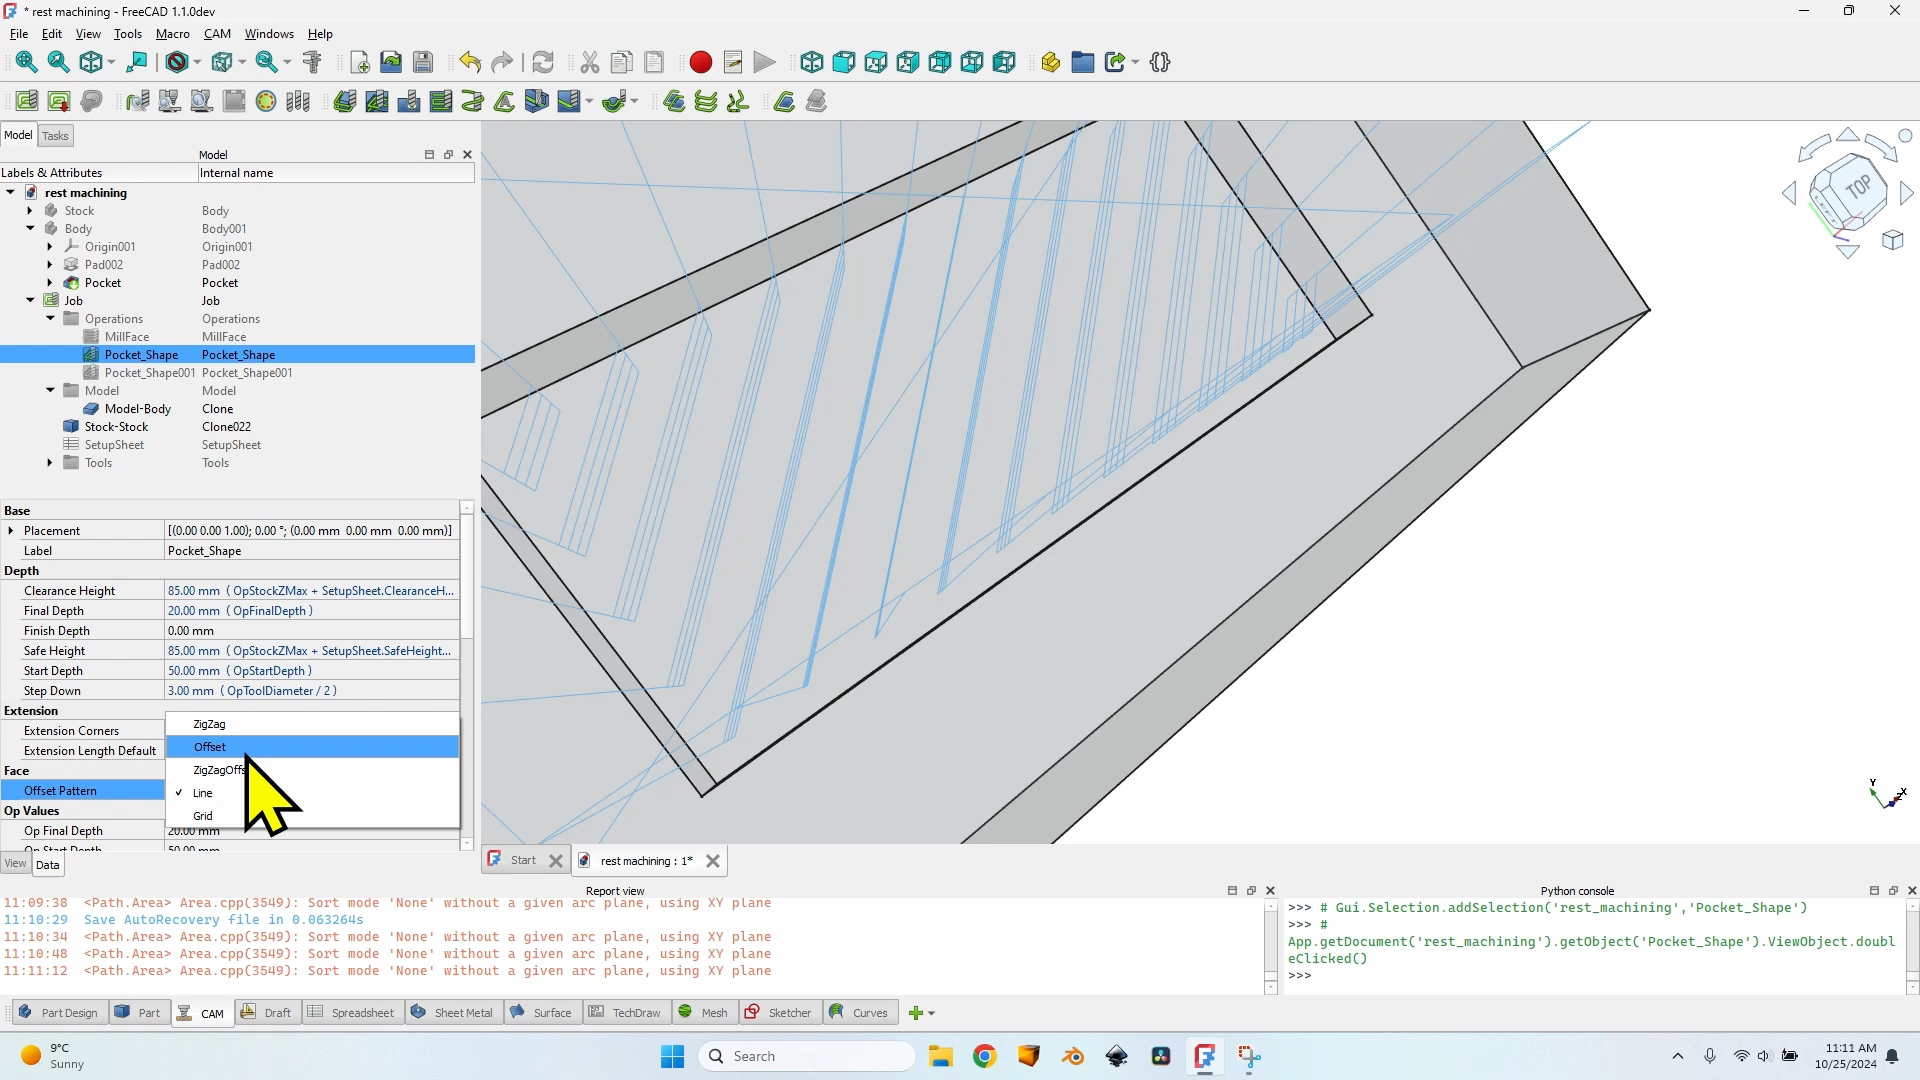 * rest machining - FreeCAD 1.1.0dev
File Edit View Tools Macro CAM Windows Help
Model Tasks
Model
Labels & Attributes Internal name
rest machining
Stock Body
Body Body001
Origin001 Origin001
Pad002 Pad002
Pocket Pocket
Job Job
Operations Operations
MillFace MillFace
Pocket_Shape Pocket_Shape
Pocket_Shape001 Pocket_Shape001
Model Model
Model-Body Clone
Stock-Stock Clone022
SetupSheet SetupSheet
Tools Tools
Base
Placement [(0.00 0.00 1.00); 0.00 °; (0.00 mm 0.00 mm 0.00 mm)]
Label Pocket_Shape
Depth
Clearance Height 85.00 mm ( OpStockZMax + SetupSheet.ClearanceH...
Final Depth 20.00 mm ( OpFinalDepth )
Finish Depth 0.00 mm
Safe Height 85.00 mm ( OpStockZMax + SetupSheet.SafeHeight...
Start Depth 50.00 mm ( OpStartDepth )
Step Down 3.00 mm ( OpToolDiameter / 2 )
Extension
Extension Corners
Extension Length Default
Face
Offset Pattern
Op Values
Op Final Depth 20.00 mm
Op Start Depth 50.00 mm
ZigZag
Offset
ZigZagOffs
Line
Grid
View Data
TOP
Y
X
Start rest machining : 1*
Report view
11:09:38 <Path.Area> Area.cpp(3549): Sort mode 'None' without a given arc plane, using XY plane
11:10:29 Save AutoRecovery file in 0.063264s
11:10:34 <Path.Area> Area.cpp(3549): Sort mode 'None' without a given arc plane, using XY plane
11:10:48 <Path.Area> Area.cpp(3549): Sort mode 'None' without a given arc plane, using XY plane
11:11:12 <Path.Area> Area.cpp(3549): Sort mode 'None' without a given arc plane, using XY plane
Python console
>>> # Gui.Selection.addSelection('rest_machining','Pocket_Shape')
>>> #
App.getDocument('rest_machining').getObject('Pocket_Shape').ViewObject.doubl
eClicked()
>>>
Part Design Part CAM Draft Spreadsheet Sheet Metal Surface TechDraw Mesh Sketcher Curves
9°C
Sunny
Search
11:11 AM
10/25/2024